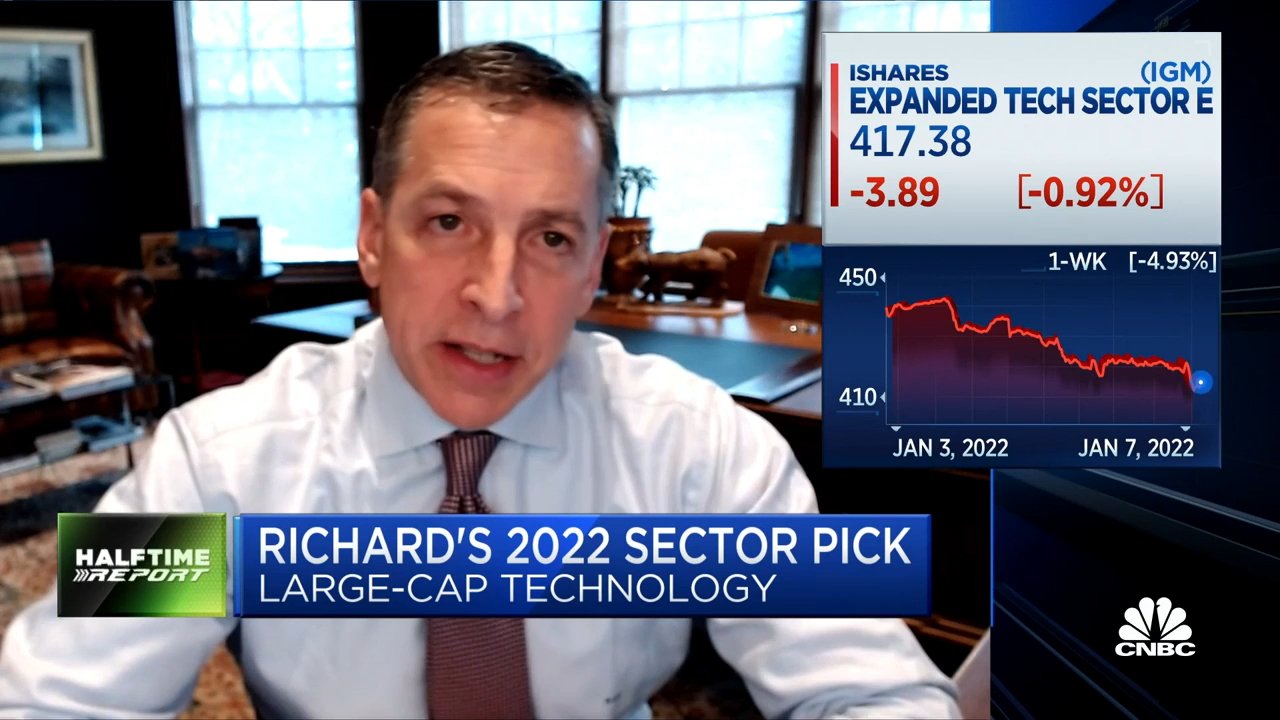 ISHARES (IGM)
EXPANDED TECH SECTOR E
417.38
-3.89 [-0.92%]
1-WK [-4.93%]
450
410
JAN 3, 2022 JAN 7, 2022
HALFTIME
REPORT
RICHARD'S 2022 SECTOR PICK
LARGE-CAP TECHNOLOGY
CNBC